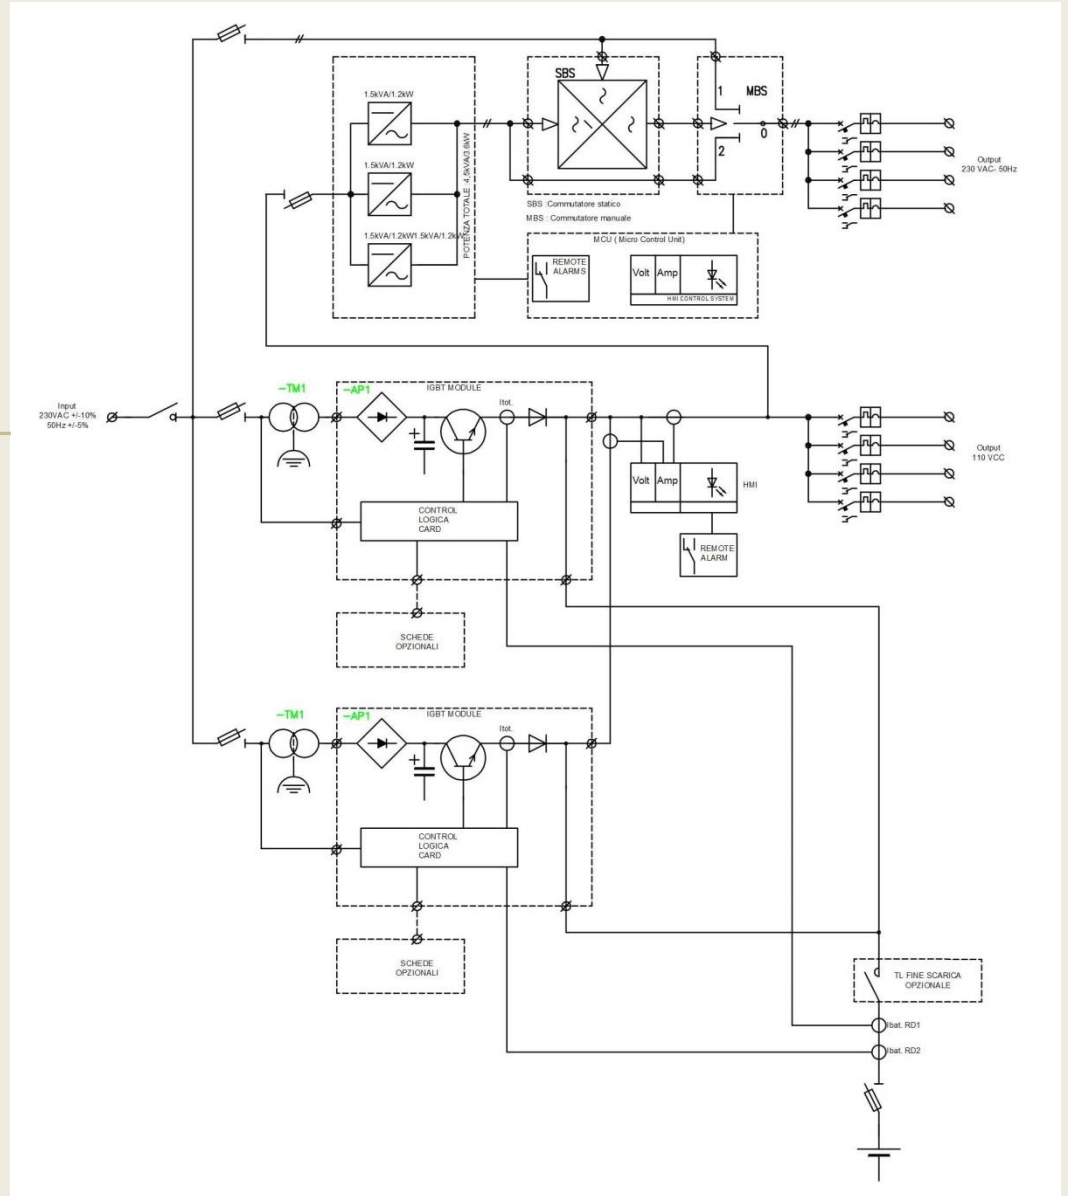 SBS
1
MBS
1.5kVA/1.2kW
0
2
Output
230 VAC- 50Hz
1.5kVA/1.2kW
POTENZA TOTALE :4.5kVA/3.6kW
SBS :Commutatore statico
MBS : Commutatore manuale
1.5kVA/1.2kW1.5kVA/1.2kW
MCU ( Micro Control Unit)
REMOTE
ALARMS
Volt
Amp
HMI CONTROL SYSTEM
-TM1
-AP1
IGBT MODULE
Itot.
Input
230VAC +/-10%
50Hz +/-5%
+
Output
110 VCC
Volt
Amp
HMI
CONTROL
LOGICA
CARD
REMOTE
ALARM
SCHEDE
OPZIONALI
-TM1
-AP1
IGBT MODULE
Itot.
+
CONTROL
LOGICA
CARD
SCHEDE
OPZIONALI
TL FINE SCARICA
OPZIONALE
Ibat. RD1
Ibat. RD2